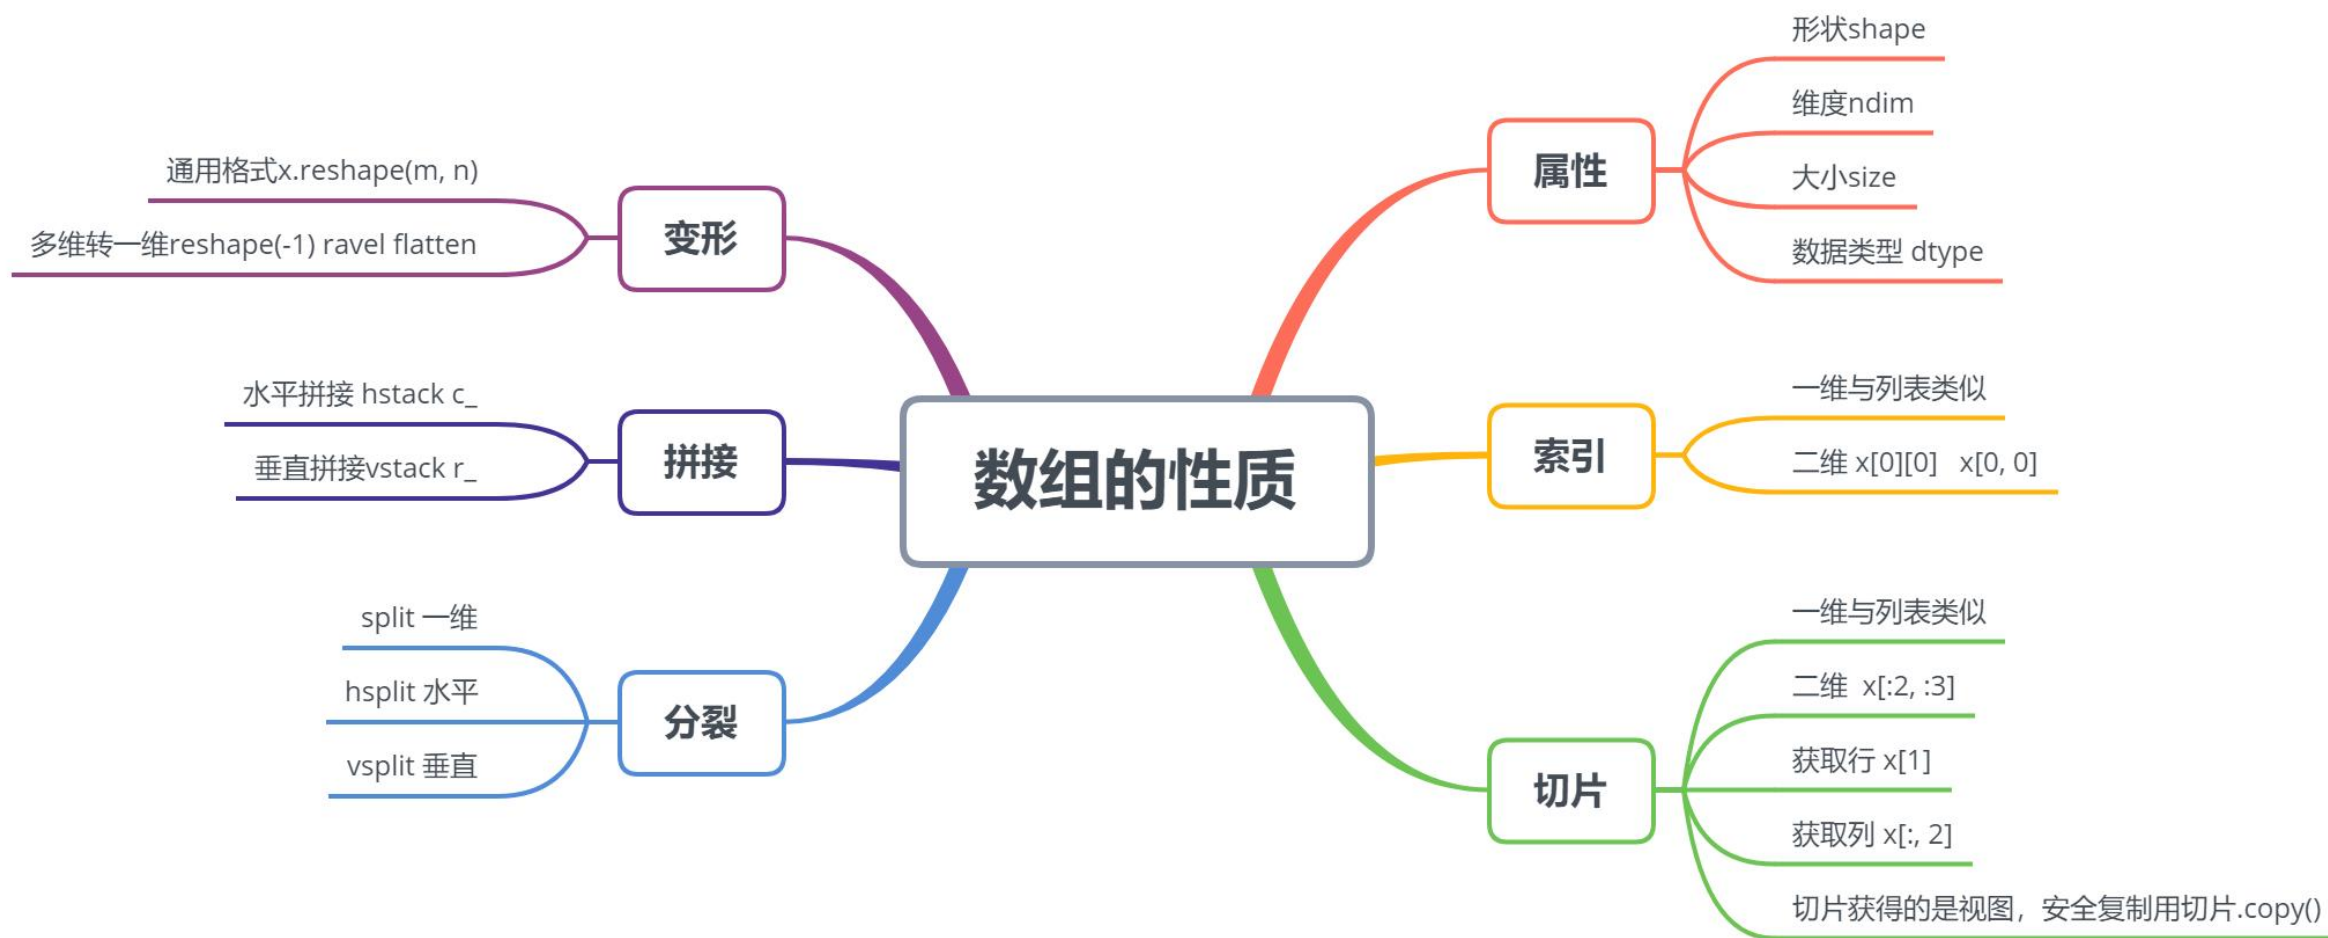 数组的性质
属性
形状shape
维度ndim
大小size
数据类型 dtype
索引
一维与列表类似
二维 x[0][0]   x[0, 0]
切片
一维与列表类似
二维  x[:2, :3]
获取行 x[1]
获取列 x[:, 2]
切片获得的是视图，安全复制用切片.copy()
变形
通用格式x.reshape(m, n)
多维转一维reshape(-1) ravel flatten
拼接
水平拼接 hstack c_
垂直拼接vstack r_
分裂
split 一维
hsplit 水平
vsplit 垂直